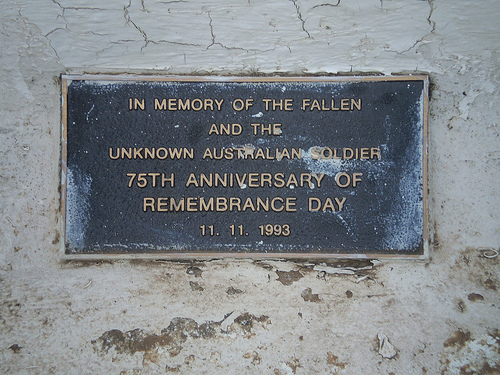 IN MEMORY OF THE FALLEN
AND THE
UNKNOWN AUSTRALIAN SOLDIER
75TH ANNIVERSARY OF
REMEMBRANCE DAY
11. 11. 1993